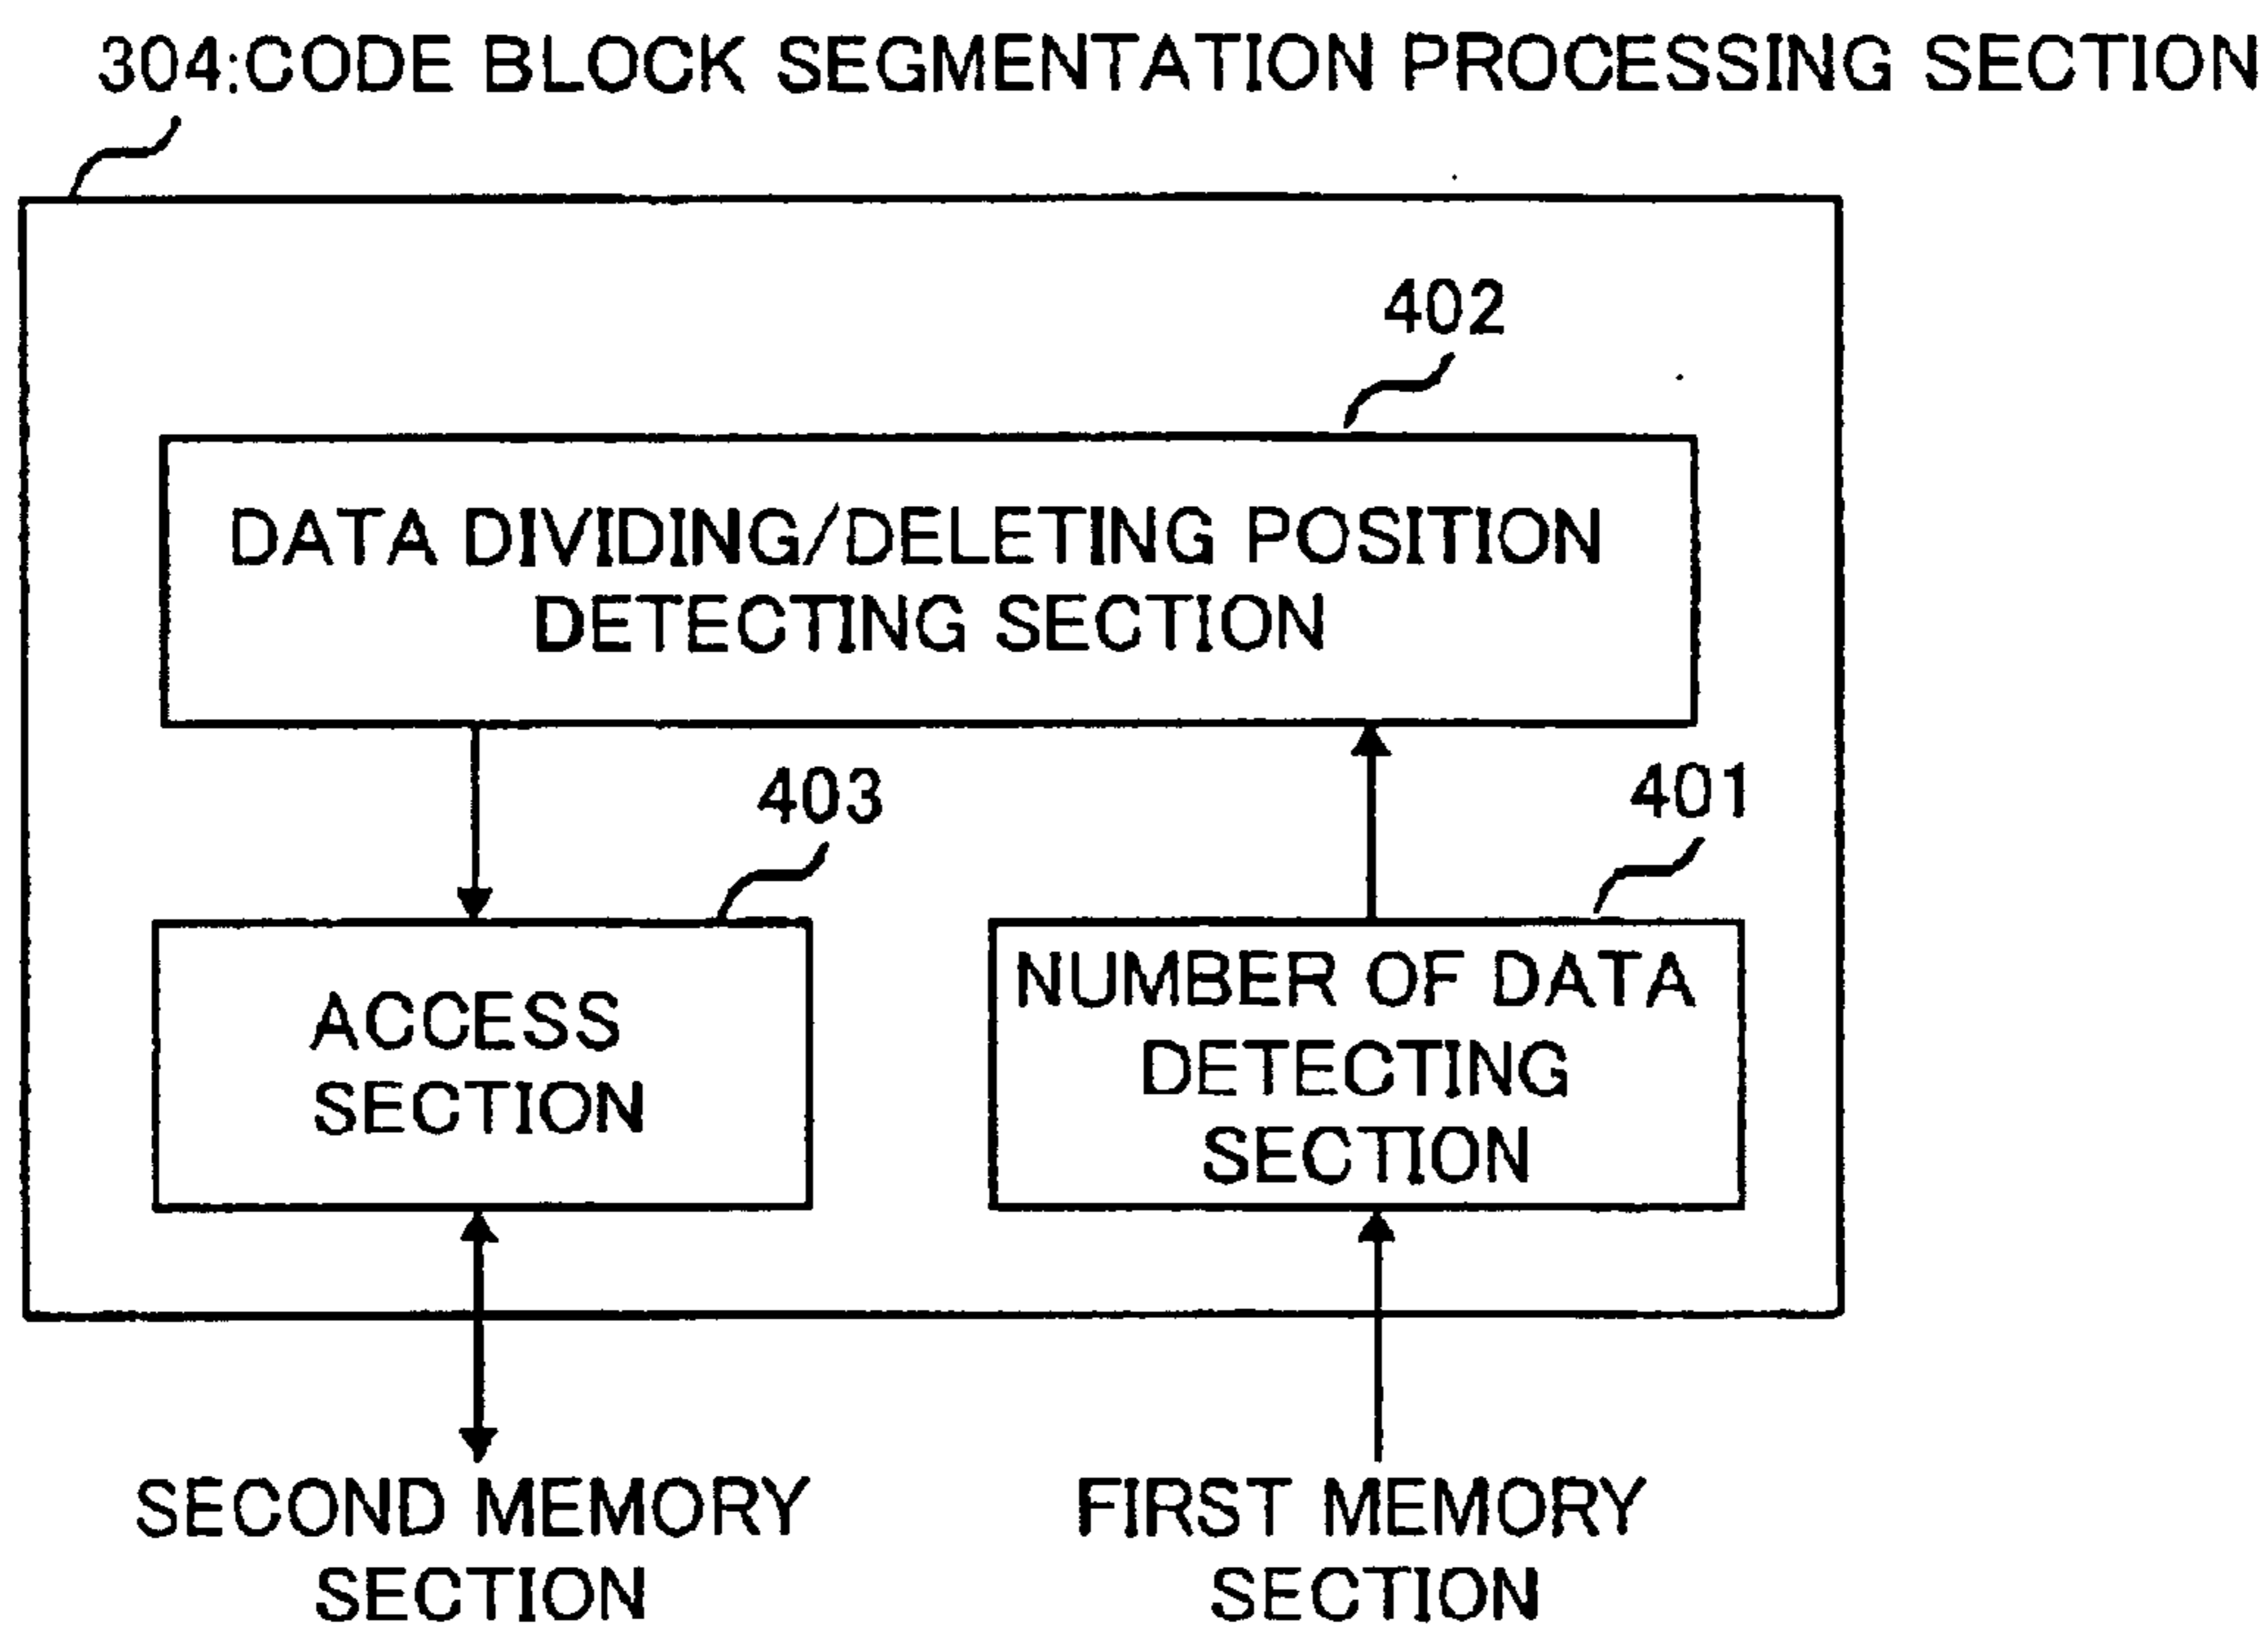 304:CODE BLOCK SEGMENTATION PROCESSING SECTION
402
DATA DIVIDING/DELETING POSITION
DETECTING SECTION
403
401
ACCESS
SECTION
NUMBER OF DATA
DETECTING
SECTION
SECOND MEMORY
SECTION
FIRST MEMORY
SECTION